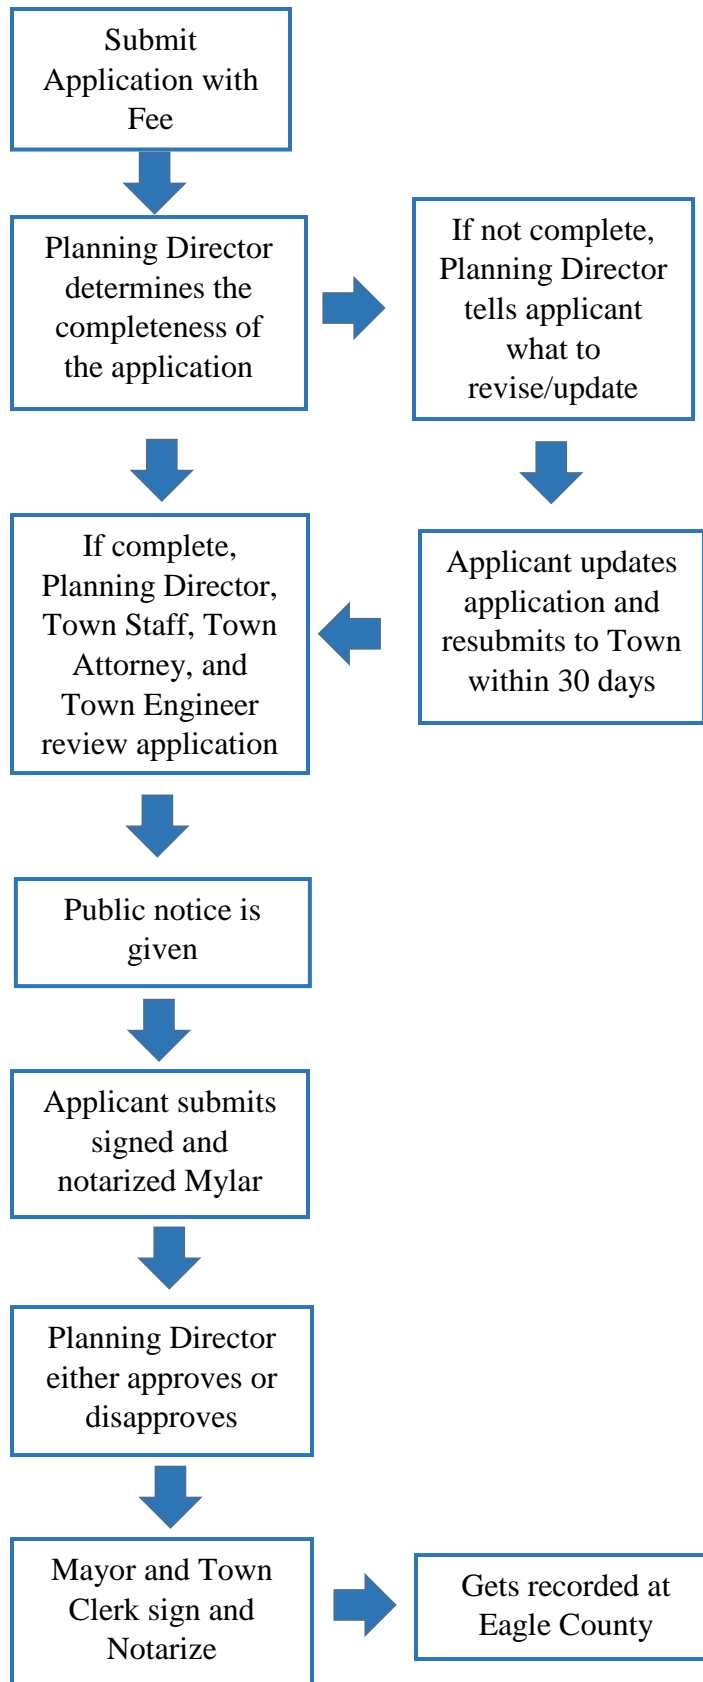 Submit
Application with
Fee
Planning Director
determines the
completeness of
the application
If not complete,
Planning Director
tells applicant
what to
revise/update
If complete,
Planning Director,
Town Staff, Town
Attorney, and
Town Engineer
review application
Applicant updates
application and
resubmits to Town
within 30 days
Public notice is
given
Applicant submits
signed and
notarized Mylar
Planning Director
either approves or
disapproves
Mayor and Town
Clerk sign and
Notarize
Gets recorded at
Eagle County